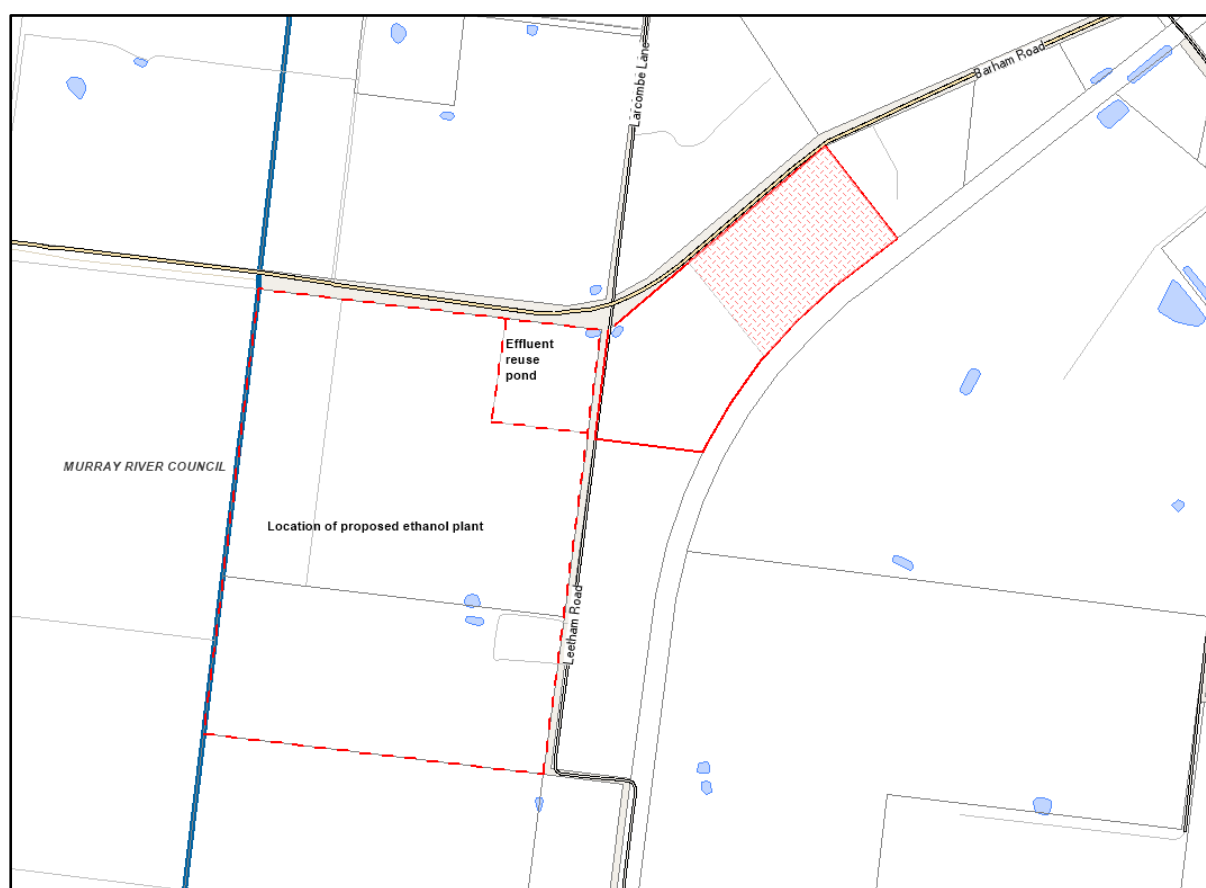 Larcombe Lane
Barham Road
Effluent
reuse
pond
MURRAY RIVER COUNCIL
Location of proposed ethanol plant
Leetham Road